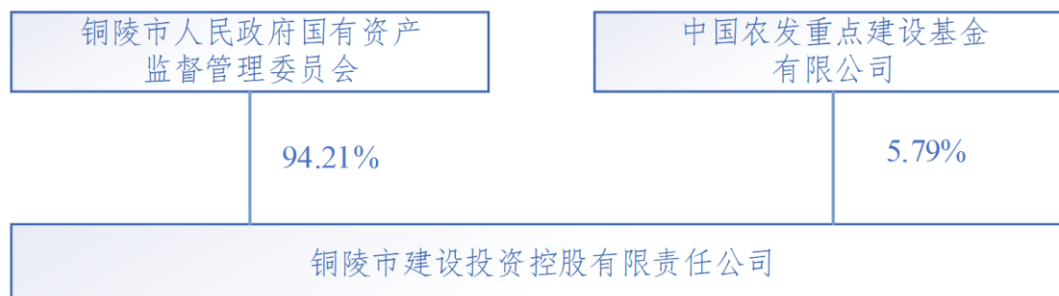 铜陵市人民政府国有资产
监督管理委员会
中国农发重点建设基金
有限公司
94.21%
5.79%
铜陵市建设投资控股有限责任公司